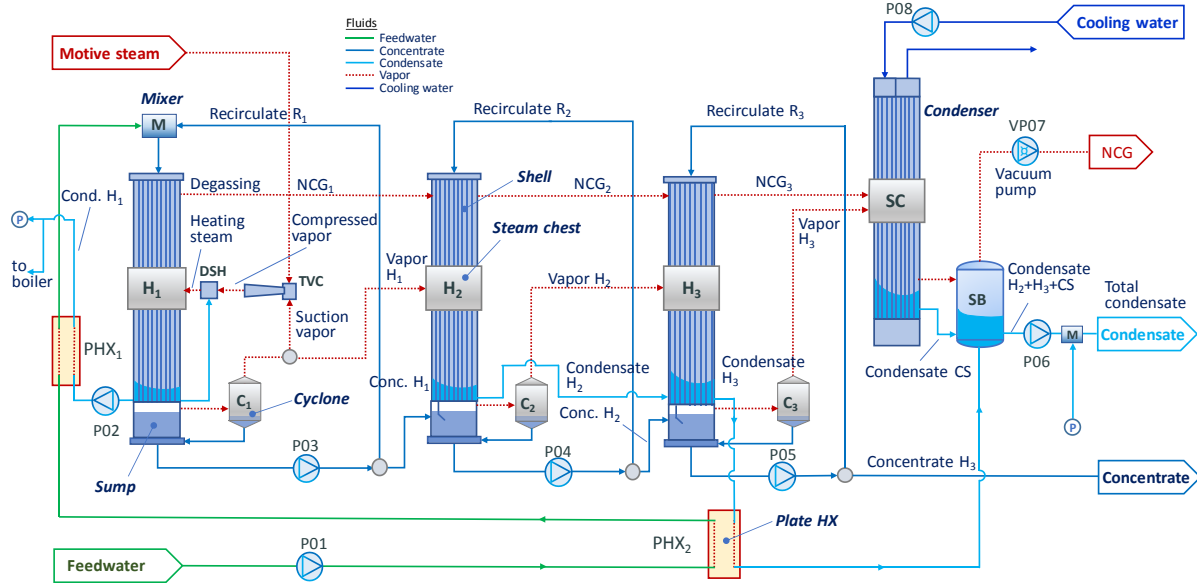 P08
Cooling water
Fluids
Feedwater
Concentrate
Condensate
Vapor
Cooling water
Motive steam
Mixer
M
Recirculate R1
Recirculate R2
Recirculate R3
Condenser
VP07
NCG
Vacuum
pump
Degassing
NCG1
Shell
NCG2
NCG3
SC
Cond. H1
P
to
boiler
Heating
steam
Compressed
vapor
DSH
TVC
Suction
vapor
Vapor
H1
Steam chest
H1
H2
Vapor H2
H3
Vapor
H3
SB
Condensate
H2+H3+CS
Total
condensate
M
Condensate
P06
Condensate CS
P
PHX1
P02
C1
Cyclone
Conc. H1
C2
Condensate
H2
Conc. H2
Condensate
H3
C3
Sump
P03
P04
P05
Concentrate H3
Concentrate
PHX2
Plate HX
Feedwater
P01